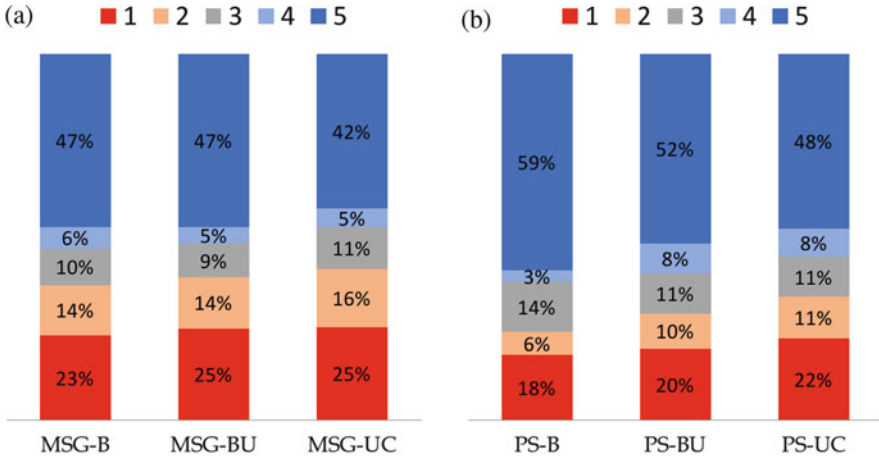 (a)
1 2 3 4 5
47% 47% 42%
6% 5% 5%
10% 9% 11%
14% 14% 16%
23% 25% 25%
MSG-B MSG-BU MSG-UC
(b)
1 2 3 4 5
59% 52% 48%
3% 8% 8%
14% 11% 11%
6% 10% 11%
18% 20% 22%
PS-B PS-BU PS-UC